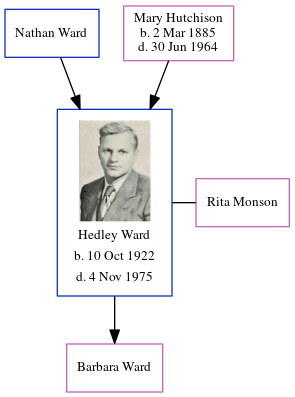 Nathan Ward
Mary Hutchison
b. 2 Mar 1885
d. 30 Jun 1964
Hedley Ward
b. 10 Oct 1922
d. 4 Nov 1975
Rita Monson
Barbara Ward